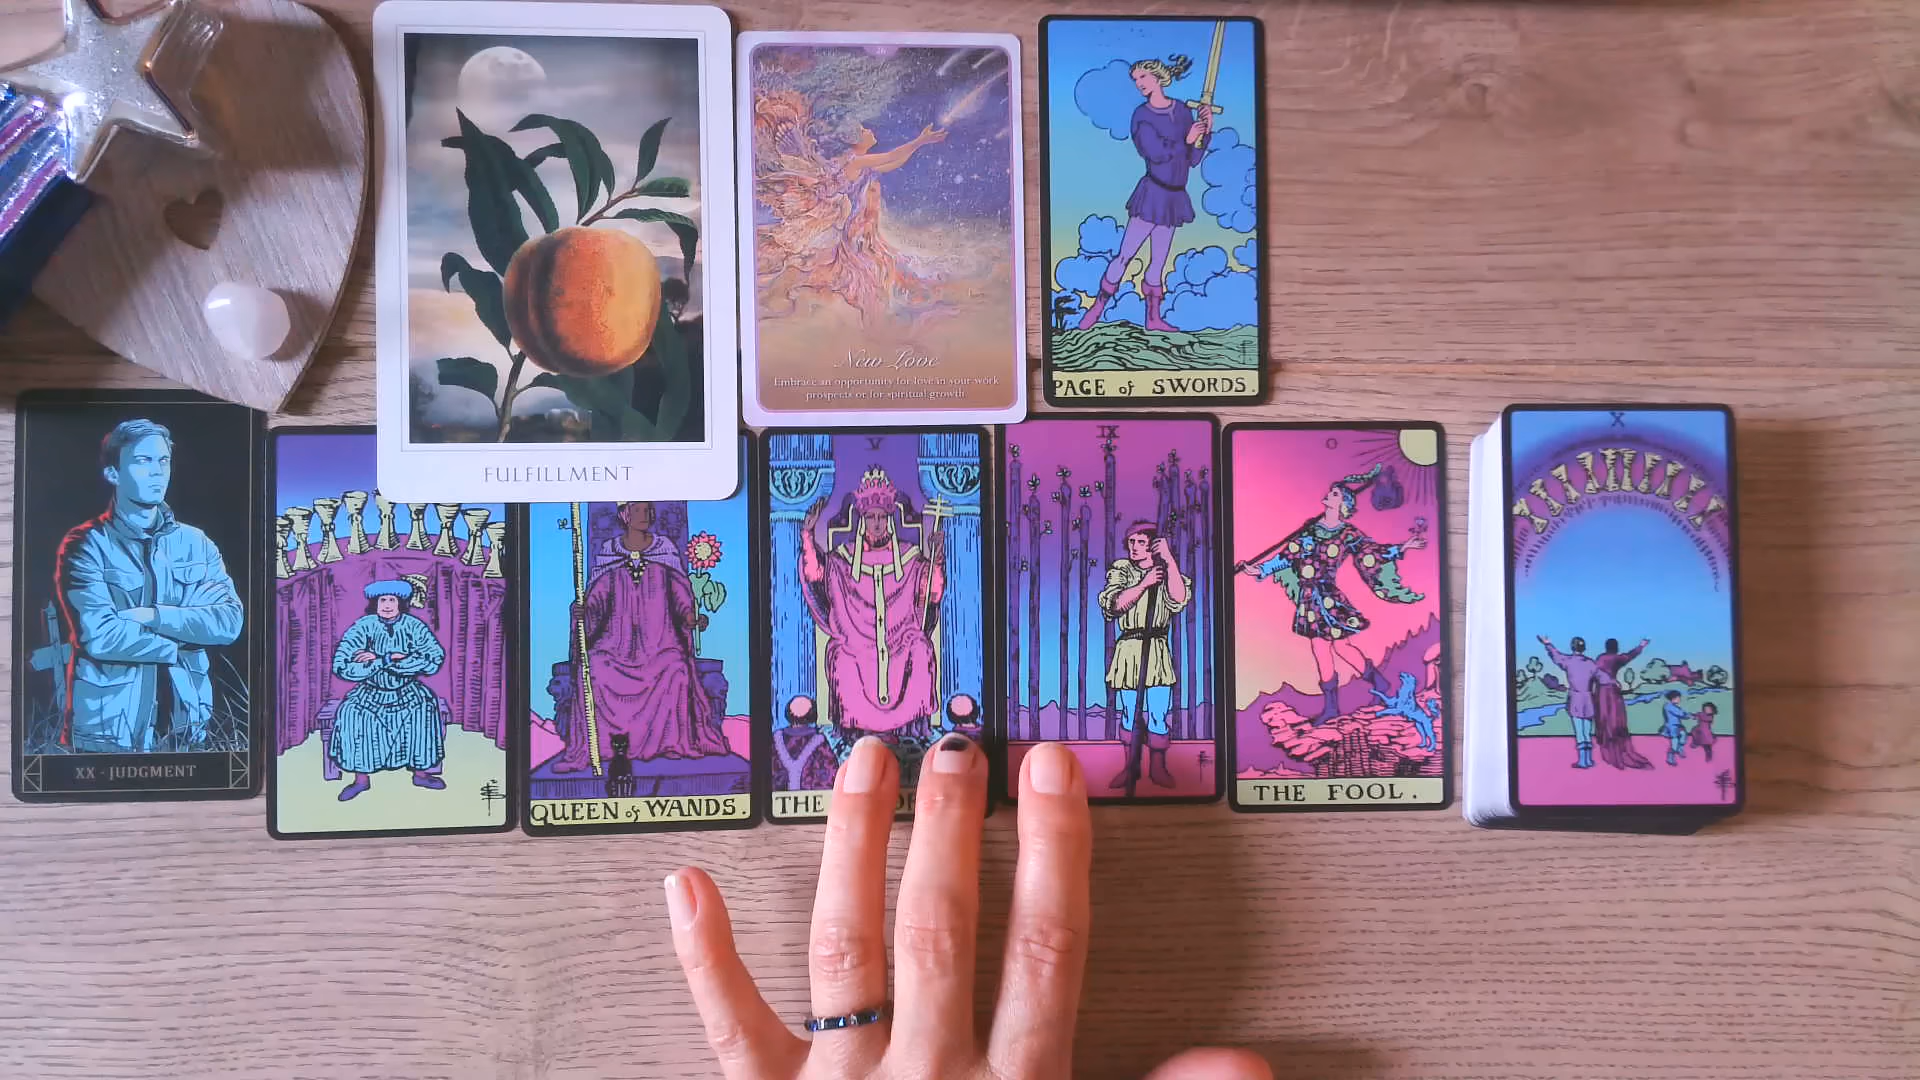 26
FULFILLMENT
New Love
Embrace an opportunity for love in your work
prospects or for spiritual growth
PAGE of SWORDS.
XX · JUDGMENT
QUEEN of WANDS.
V
THE
IX
0
THE FOOL.
X